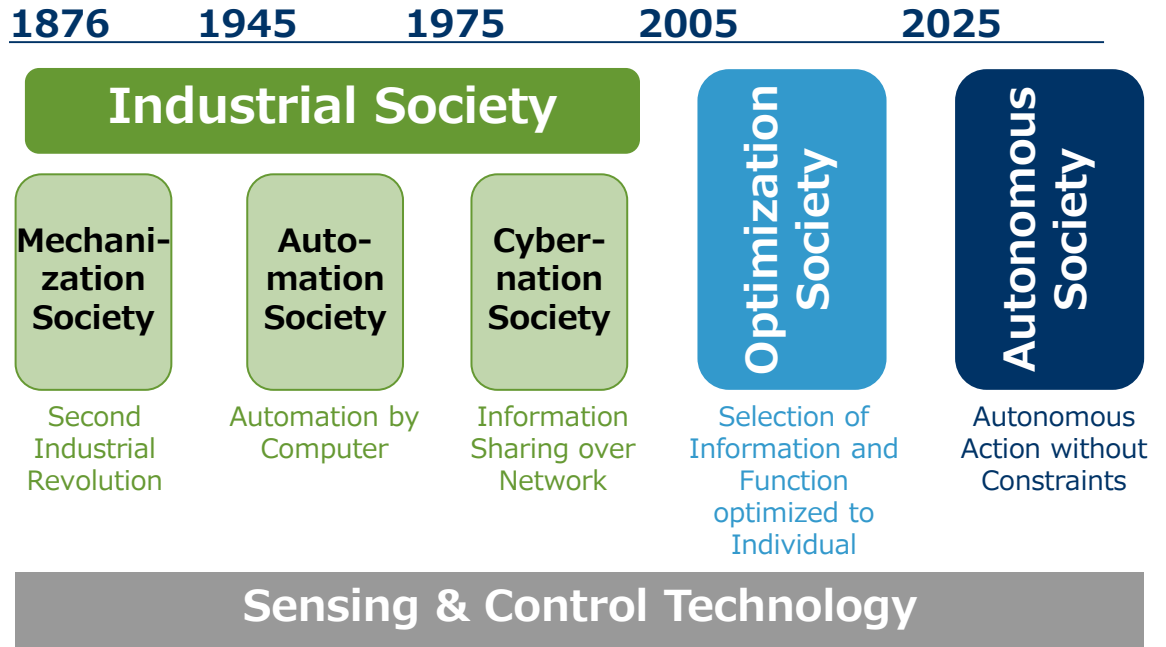 1876 1945 1975 2005 2025
Industrial Society
Mechani-
zation
Society
Auto-
mation
Society
Cyber-
nation
Society
Optimization
Society
Autonomous
Society
Second
Industrial
Revolution
Automation by
Computer
Information
Sharing over
Network
Selection of
Information and
Function
optimized to
Individual
Autonomous
Action without
Constraints
Sensing & Control Technology